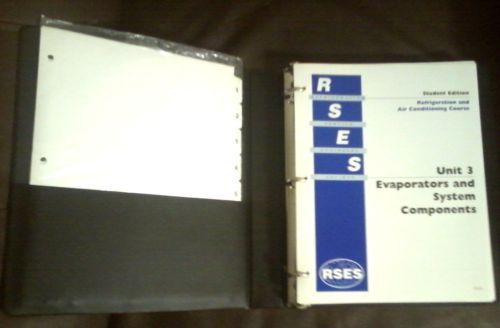 R
S
E
S
Student Edition
Refrigeration and
Air Conditioning Course
Unit 3
Evaporators and
System
Components
RSES